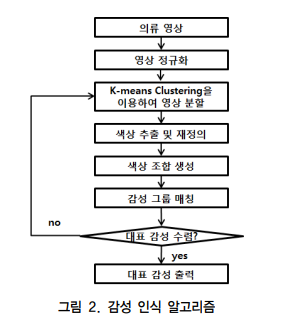 의류 영상
영상 정규화
K-means Clustering을
이용하여 영상 분할
색상 추출 및 재정의
색상 조합 생성
감성 그룹 매칭
no
대표 감성 수렴?
yes
대표 감성 출력
그림 2. 감성 인식 알고리즘